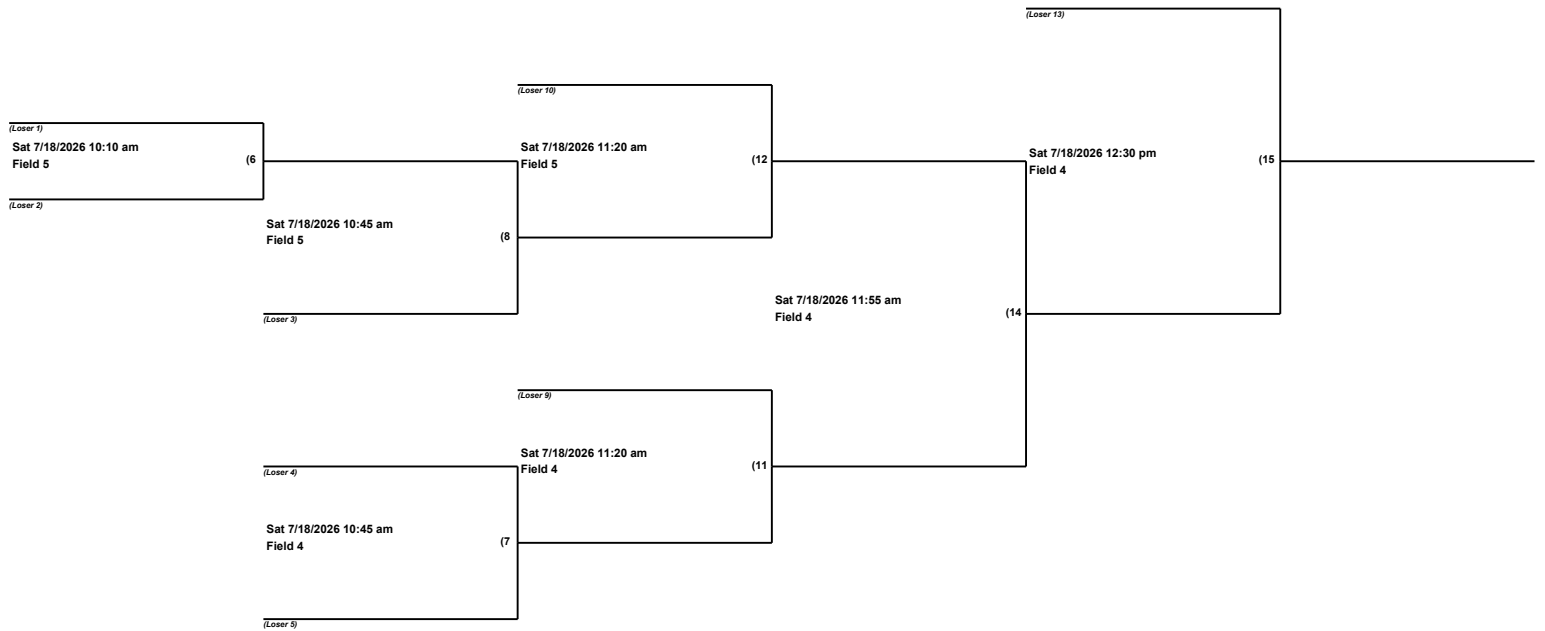 (Loser 13)
(Loser 10)
(Loser 1)
Sat 7/18/2026 10:10 am
Field 5
(6
(Loser 2)
Sat 7/18/2026 11:20 am
Field 5
(12
Sat 7/18/2026 12:30 pm
Field 4
(15
Sat 7/18/2026 10:45 am
Field 5
(8
(Loser 3)
Sat 7/18/2026 11:55 am
Field 4
(14
(Loser 9)
Sat 7/18/2026 11:20 am
Field 4
(11
(Loser 4)
Sat 7/18/2026 10:45 am
Field 4
(7
(Loser 5)